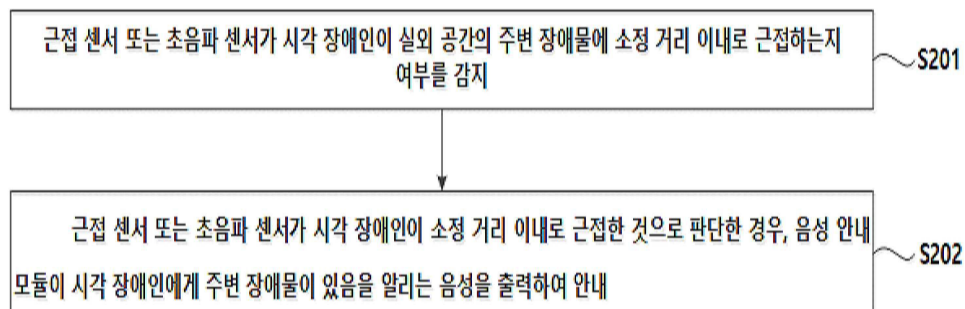 근접 센서 또는 초음파 센서가 시각 장애인이 실외 공간의 주변 장애물에 소정 거리 이내로 근접하는지
여부를 감지
S201
근접 센서 또는 초음파 센서가 시각 장애인이 소정 거리 이내로 근접한 것으로 판단한 경우, 음성 안내
모듈이 시각 장애인에게 주변 장애물이 있음을 알리는 음성을 출력하여 안내
S202